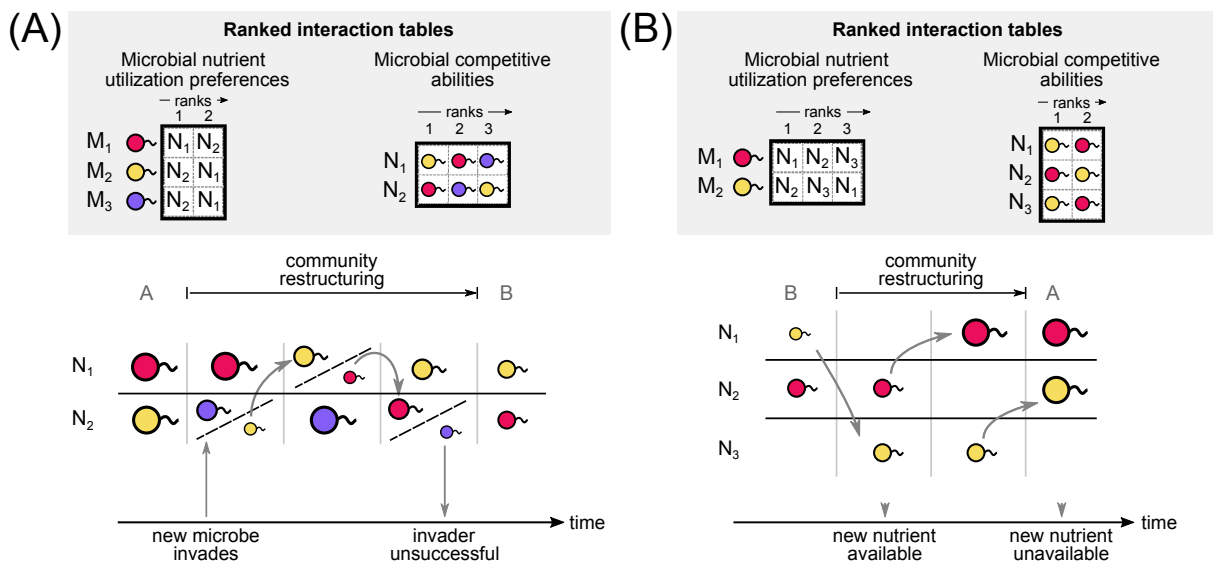 (A)
Ranked interaction tables
Microbial nutrient
utilization preferences
ranks
1 2
M₁ N₁ N₂
M₂ N₂ N₁
M₃ N₂ N₁
Microbial competitive
abilities
ranks
1 2 3
N₁
N₂
community
restructuring
A B
N₁
N₂
time
new microbe
invades
invader
unsuccessful
(B)
Ranked interaction tables
Microbial nutrient
utilization preferences
ranks
1 2 3
M₁ N₁ N₂ N₃
M₂ N₂ N₃ N₁
Microbial competitive
abilities
ranks
1 2
N₁
N₂
N₃
community
restructuring
B A
N₁
N₂
N₃
time
new nutrient
available
new nutrient
unavailable